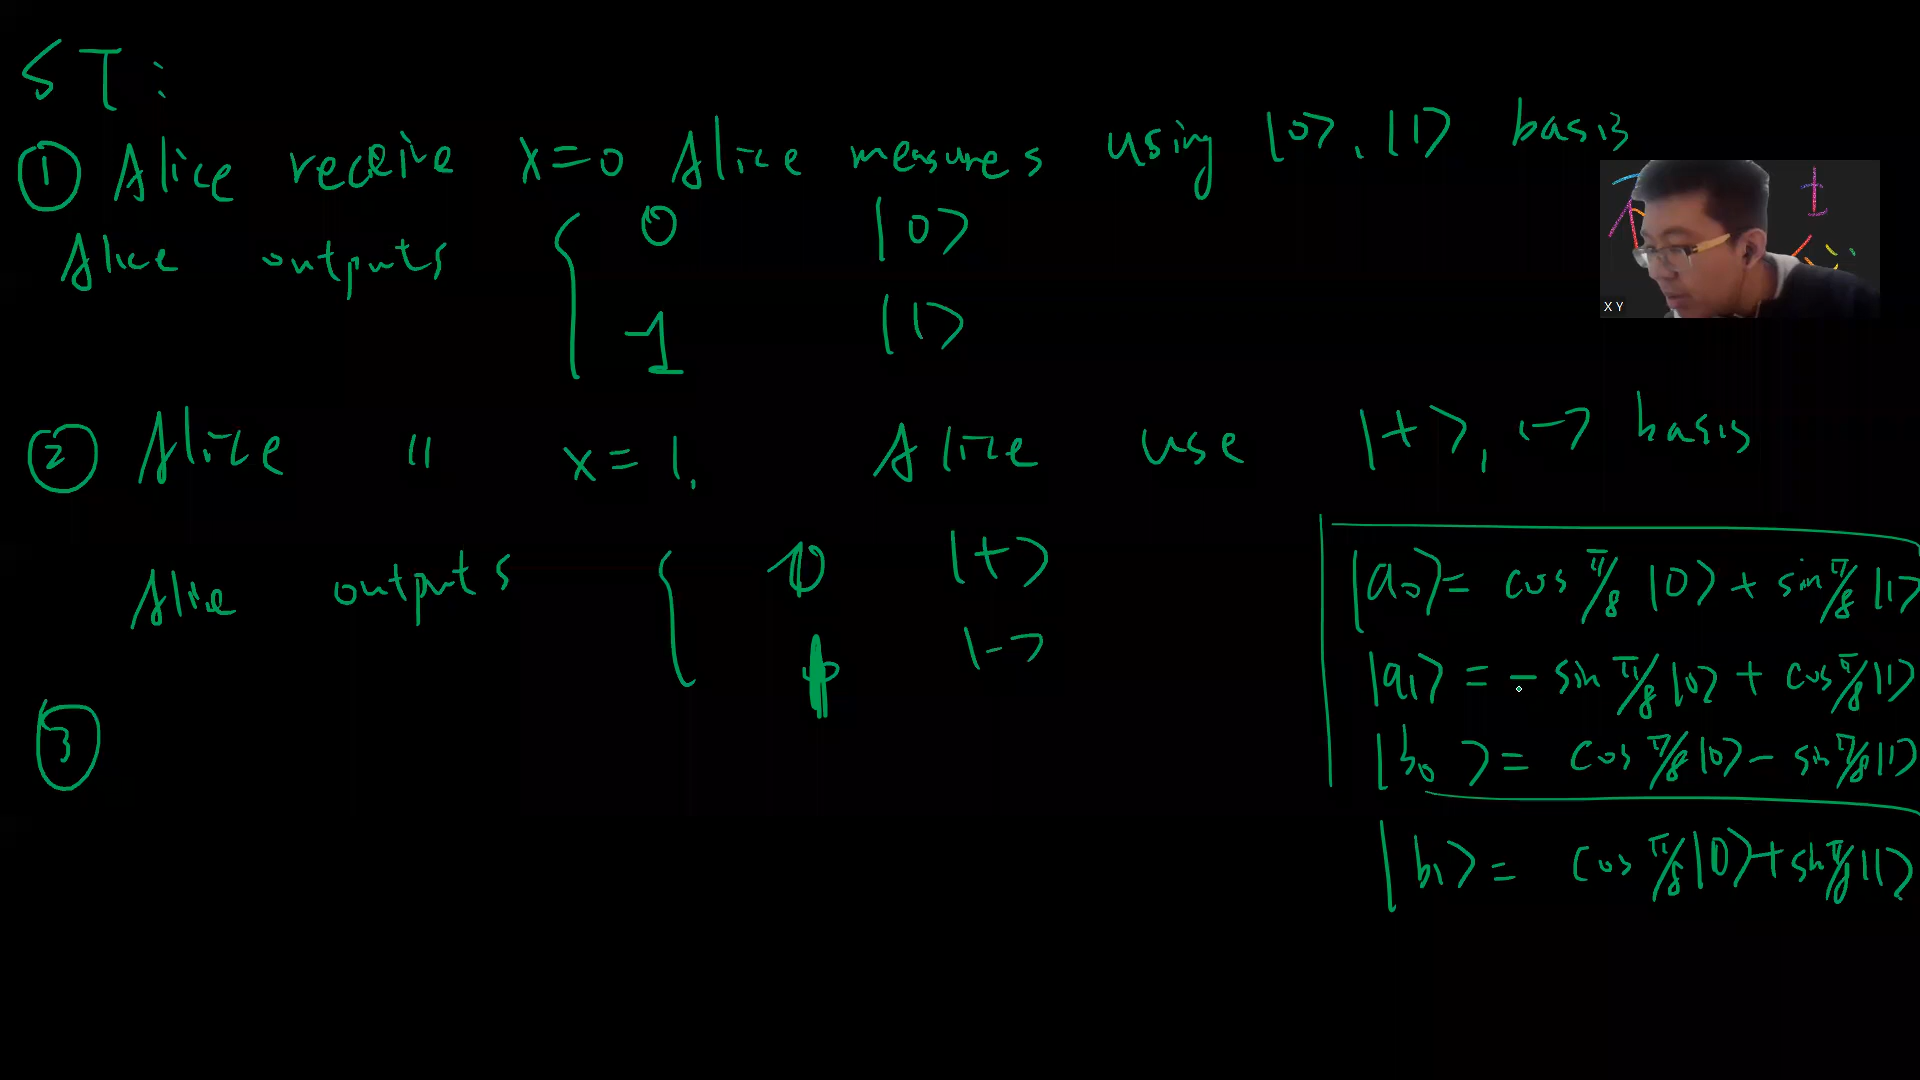 ST:
① Alice receive x=0 Alice measures using |0>, |1> basis
Alice outputs { 0 |0>
1 |1>
X Y
② Alice " x=1, Alice use |+>, |-> basis
Alice outputs { 0 |+>
|->
③
|a₀> = cos π/8 |0> + sin π/8 |1>
|a₁> = - sin π/8 |0> + cos π/8 |1>
|b₀> = cos π/8 |0> - sin π/8 |1>
|b₁> = cos π/8 |0> + sin π/8 |1>